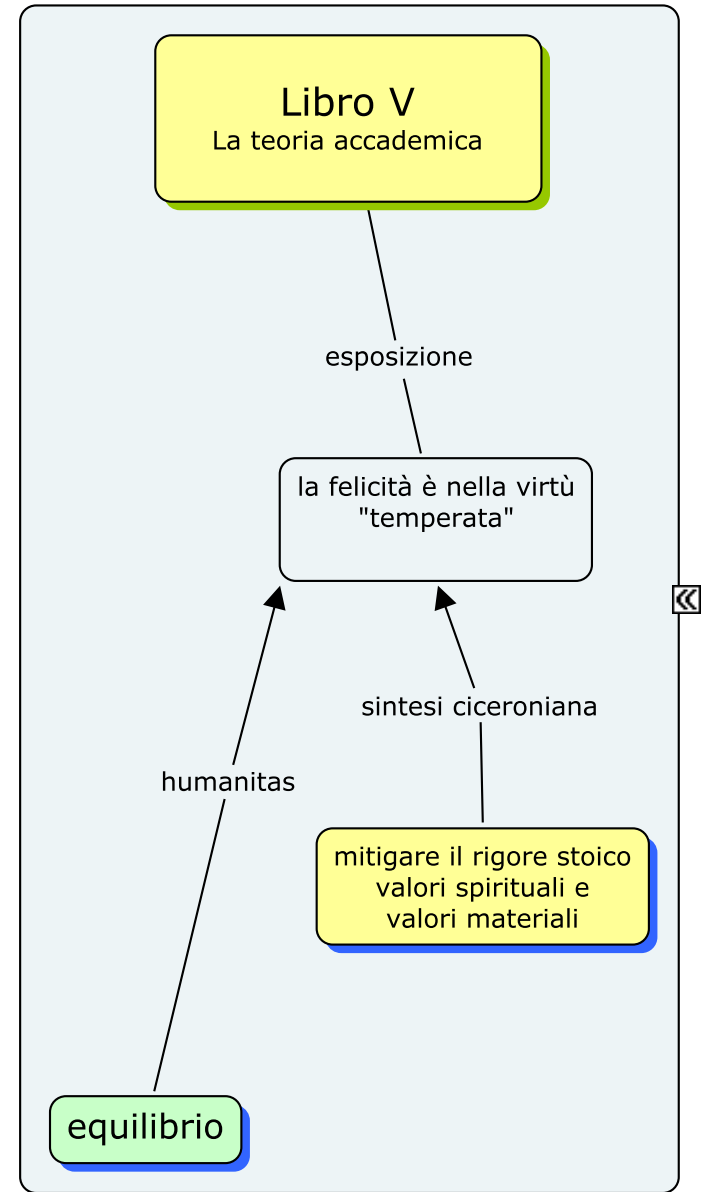 Libro V
La teoria accademica
esposizione
la felicità è nella virtù
"temperata"
sintesi ciceroniana
humanitas
mitigare il rigore stoico
valori spirituali e
valori materiali
equilibrio